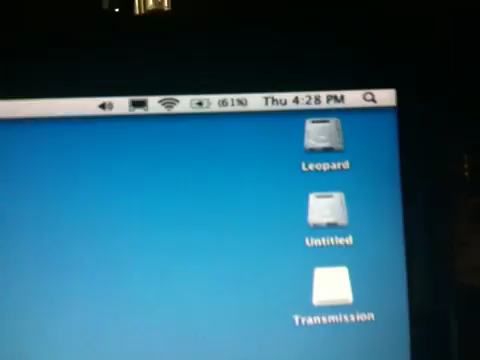 (61%) Thu 4:28 PM
Leopard
Untitled
Transmission